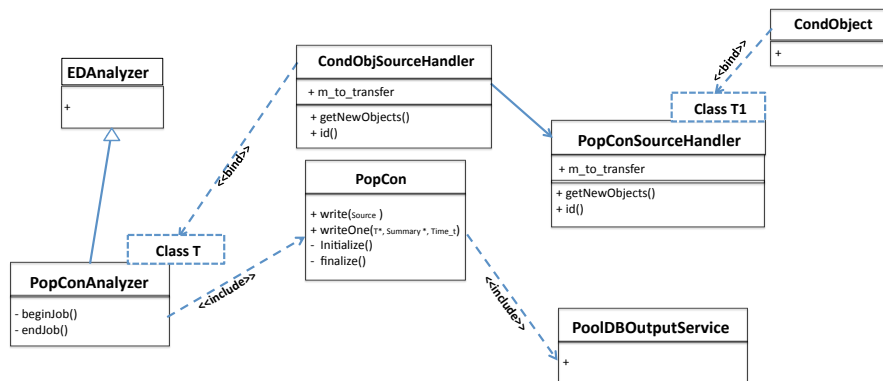 CondObject
+
<<bind>>
EDAnalyzer
+
CondObjSourceHandler
+ m_to_transfer
+ getNewObjects()
+ id()
<<bind>>
Class T1
PopConSourceHandler
+ m_to_transfer
+ getNewObjects()
+ id()
PopCon
+ write(Source )
+ writeOne(T*, Summary *, Time_t)
- Initialize()
- finalize()
Class T
PopConAnalyzer
- beginJob()
- endJob()
<<include>>
<<include>>
PoolDBOutputService
+